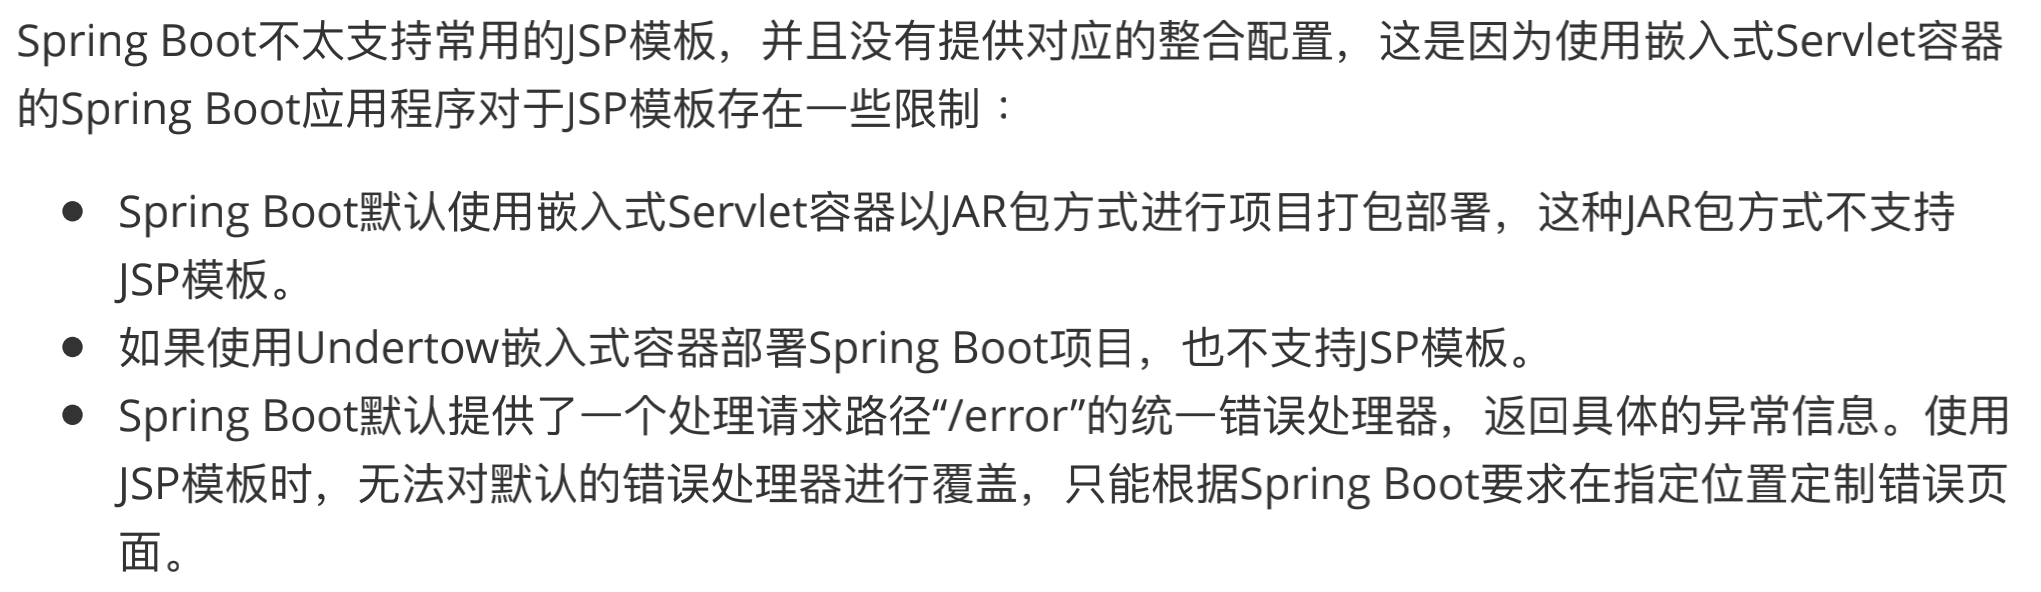 Spring Boot不太支持常用的JSP模板，并且没有提供对应的整合配置，这是因为使用嵌入式Servlet容器
的Spring Boot应用程序对于JSP模板存在一些限制：
● Spring Boot默认使用嵌入式Servlet容器以JAR包方式进行项目打包部署，这种JAR包方式不支持
JSP模板。
● 如果使用Undertow嵌入式容器部署Spring Boot项目，也不支持JSP模板。
● Spring Boot默认提供了一个处理请求路径“/error”的统一错误处理器，返回具体的异常信息。使用
JSP模板时，无法对默认的错误处理器进行覆盖，只能根据Spring Boot要求在指定位置定制错误页
面。